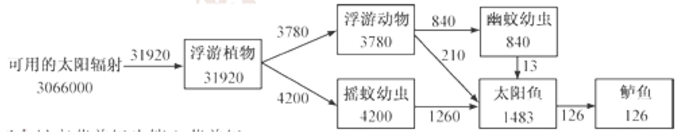 3780
浮游动物
3780
840
幽蚊幼虫
840
可用的太阳辐射
3066000
31920
浮游植物
31920
210
13
4200
摇蚊幼虫
4200
1260
太阳鱼
1483
126
鲈鱼
126